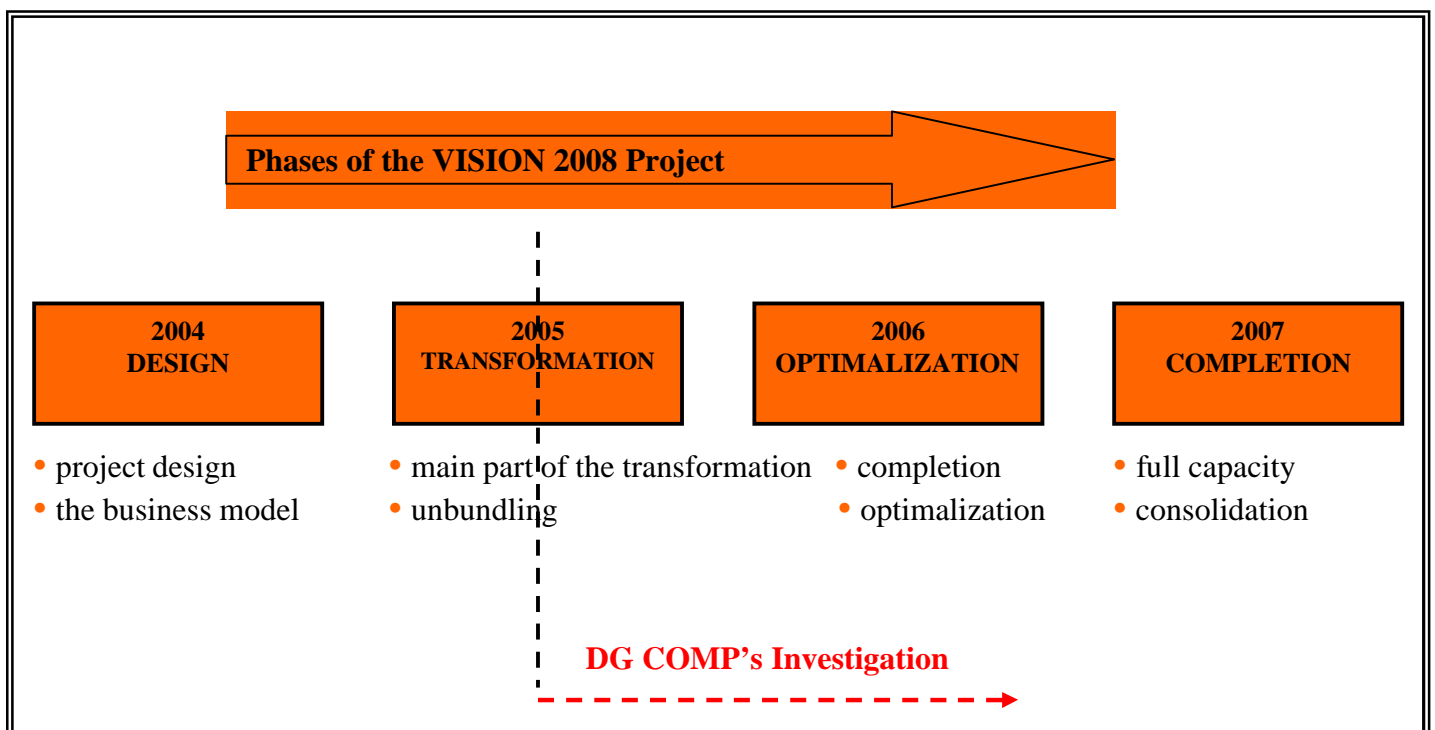 Phases of the VISION 2008 Project
2004
DESIGN
2005
TRANSFORMATION
2006
OPTIMALIZATION
2007
COMPLETION
• project design
• the business model
• main part of the transformation
• unbundling
• completion
• optimalization
• full capacity
• consolidation
DG COMP’s Investigation